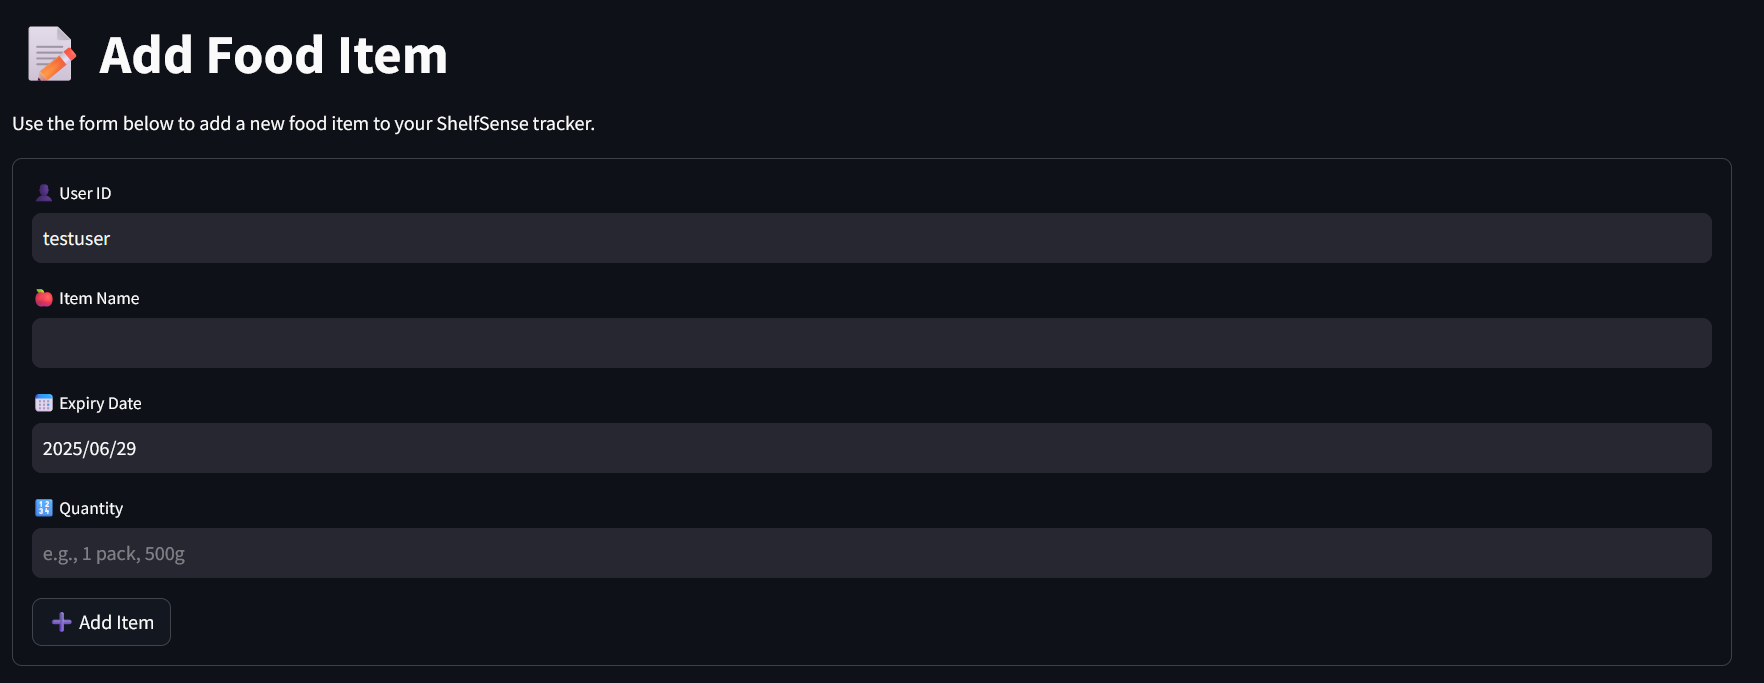 Add Food Item
Use the form below to add a new food item to your ShelfSense tracker.
User ID
testuser
Item Name
Expiry Date
2025/06/29
Quantity
e.g., 1 pack, 500g
Add Item